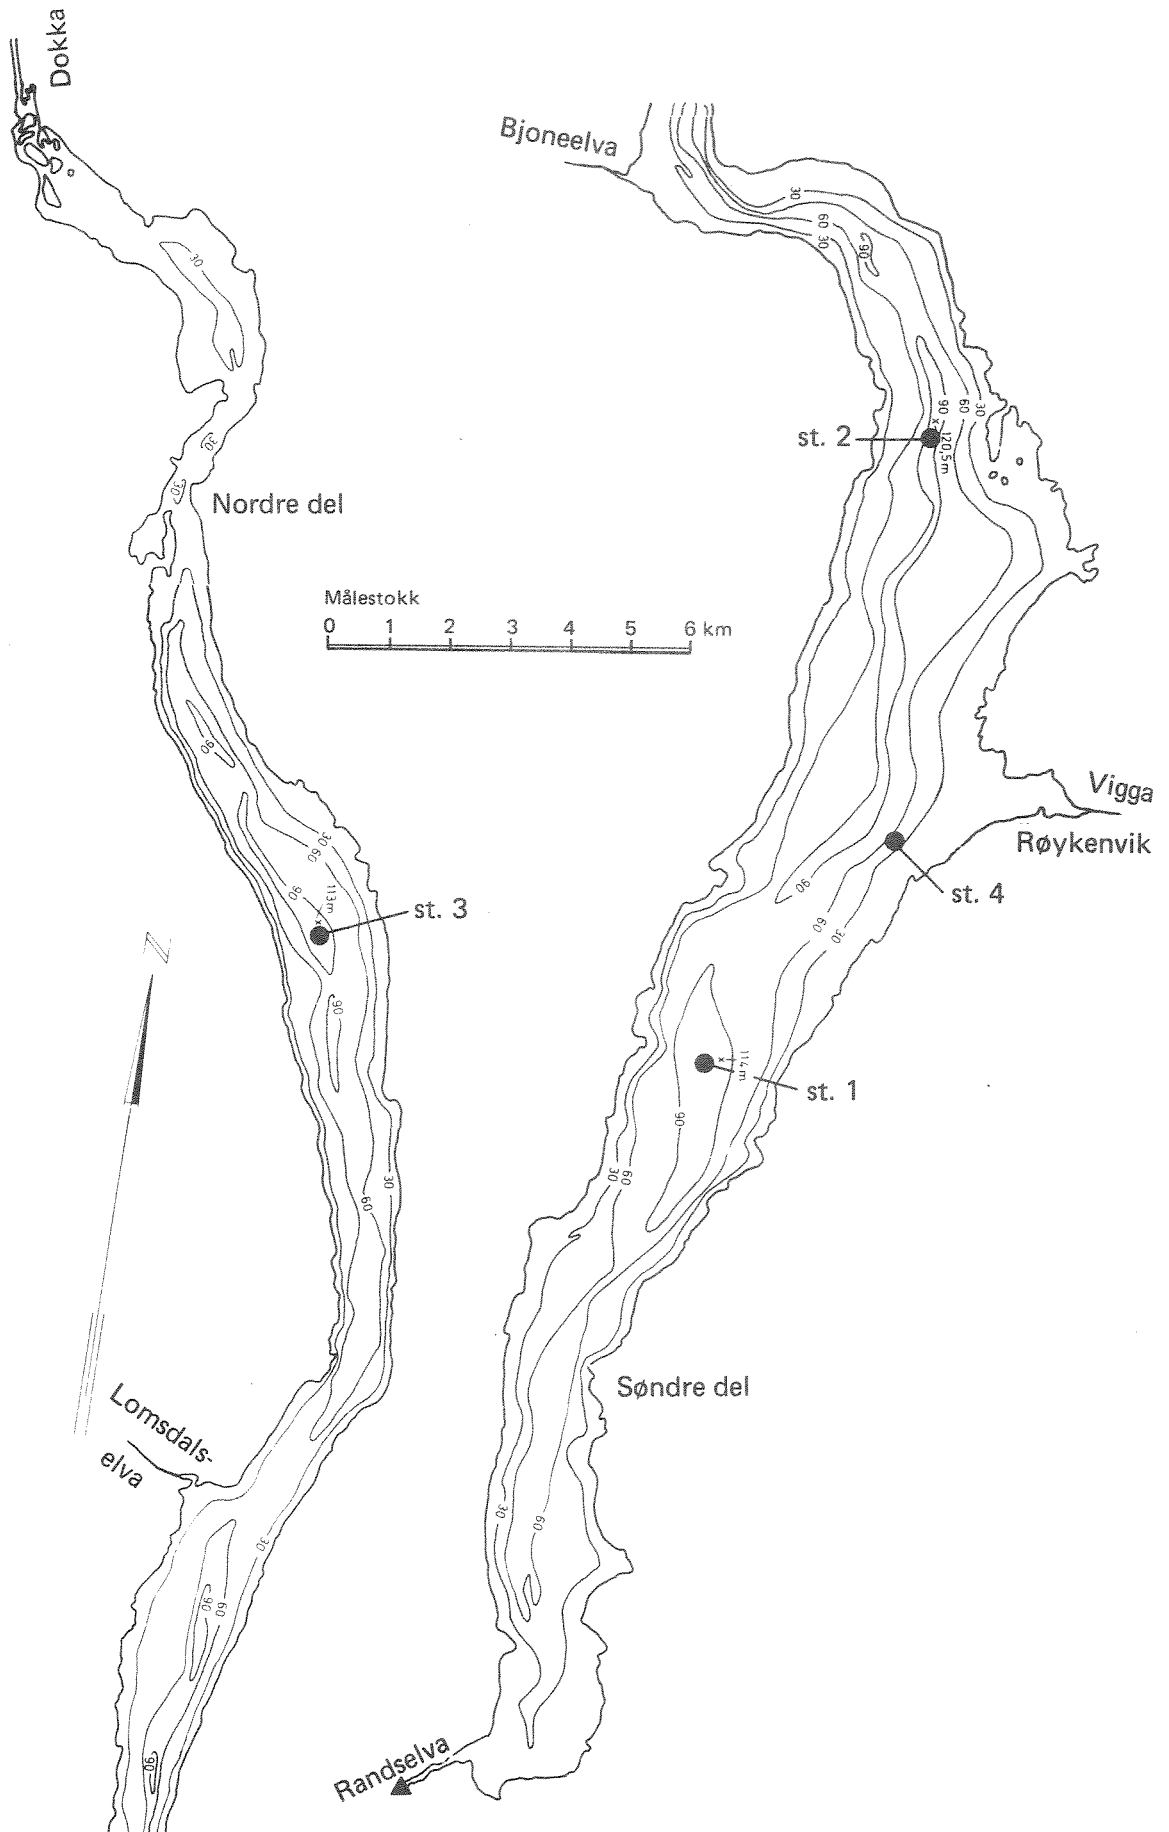 Dokka
30
30
30
Nordre del
Målestokk
0 1 2 3 4 5 6 km
90
30
60
90
113m
x
st. 3
90
30
60
N
Lomsdals-
elva
30
90
60
90
Bjoneelva
30
60 30
90
90 60 30
x
120,5m
st. 2
Vigga
Røykenvik
st. 4
90
60 30
x
114 m
st. 1
90
30 60
Søndre del
30
60
Randselva